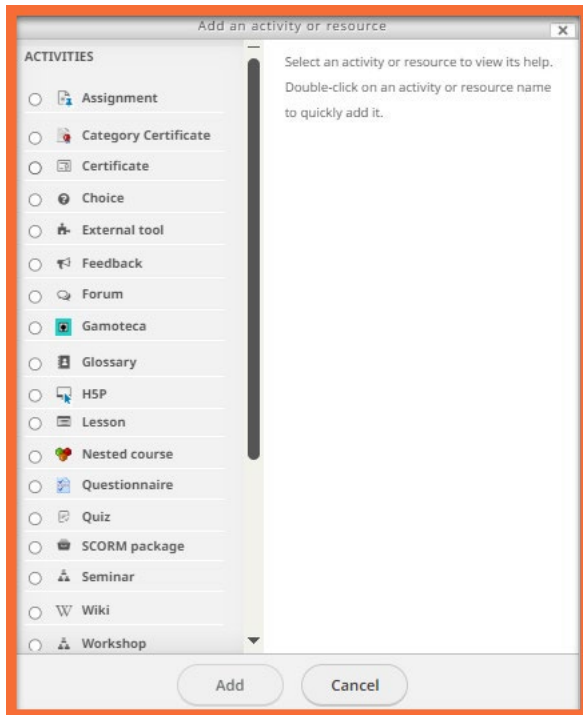 Add an activity or resource
ACTIVITIES
Assignment
Category Certificate
Certificate
Choice
External tool
Feedback
Forum
Gamoteca
Glossary
H5P
Lesson
Nested course
Questionnaire
Quiz
SCORM package
Seminar
Wiki
Workshop
Select an activity or resource to view its help.
Double-click on an activity or resource name
to quickly add it.
Add
Cancel